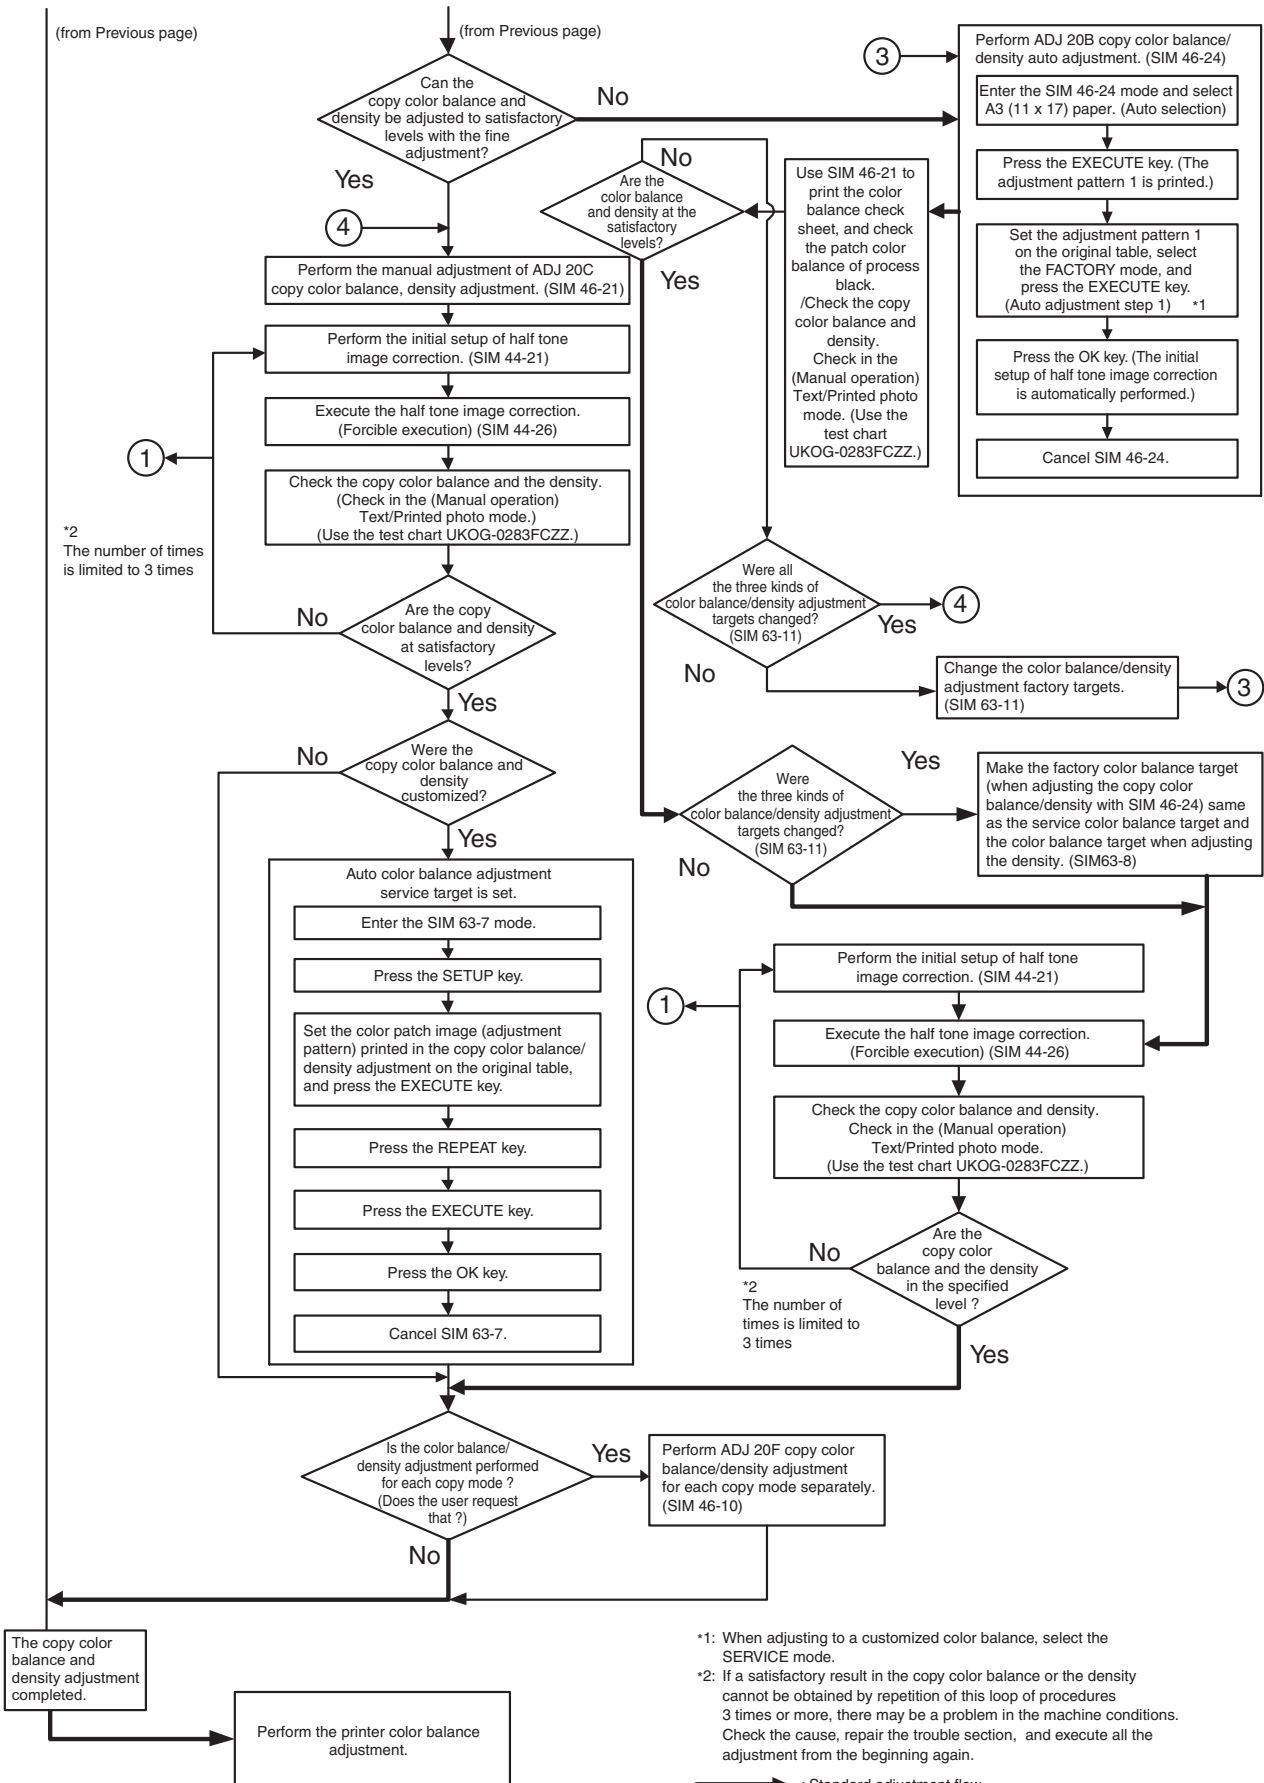 (from Previous page)
(from Previous page)
Can the
copy color balance and
density be adjusted to satisfactory
levels with the fine
adjustment?
No
Yes
3
Perform ADJ 20B copy color balance/
density auto adjustment. (SIM 46-24)
Enter the SIM 46-24 mode and select
A3 (11 x 17) paper. (Auto selection)
Press the EXECUTE key. (The
adjustment pattern 1 is printed.)
Set the adjustment pattern 1
on the original table, select
the FACTORY mode, and
press the EXECUTE key.
(Auto adjustment step 1) *1
Press the OK key. (The initial
setup of half tone image correction
is automatically performed.)
Cancel SIM 46-24.
Use SIM 46-21 to
print the color
balance check
sheet, and check
the patch color
balance of process
black.
/Check the copy
color balance and
density.
Check in the
(Manual operation)
Text/Printed photo
mode. (Use the
test chart
UKOG-0283FCZZ.)
No
Are the
color balance
and density at the
satisfactory
levels?
Yes
4
Perform the manual adjustment of ADJ 20C
copy color balance, density adjustment. (SIM 46-21)
Perform the initial setup of half tone
image correction. (SIM 44-21)
Execute the half tone image correction.
(Forcible execution) (SIM 44-26)
1
Check the copy color balance and the density.
(Check in the (Manual operation)
Text/Printed photo mode.)
(Use the test chart UKOG-0283FCZZ.)
*2
The number of times
is limited to 3 times
No
Are the copy
color balance and density
at satisfactory
levels?
Yes
Were all
the three kinds of
color balance/density adjustment
targets changed?
(SIM 63-11)
Yes
4
No
Change the color balance/density
adjustment factory targets.
(SIM 63-11)
3
No
Were the
copy color balance and
density
customized?
Yes
Were
the three kinds of
color balance/density adjustment
targets changed?
(SIM 63-11)
Yes
No
Make the factory color balance target
(when adjusting the copy color
balance/density with SIM 46-24) same
as the service color balance target and
the color balance target when adjusting
the density. (SIM63-8)
Auto color balance adjustment
service target is set.
Enter the SIM 63-7 mode.
Press the SETUP key.
Set the color patch image (adjustment
pattern) printed in the copy color balance/
density adjustment on the original table,
and press the EXECUTE key.
Press the REPEAT key.
Press the EXECUTE key.
Press the OK key.
Cancel SIM 63-7.
Perform the initial setup of half tone
image correction. (SIM 44-21)
1
Execute the half tone image correction.
(Forcible execution) (SIM 44-26)
Check the copy color balance and density.
Check in the (Manual operation)
Text/Printed photo mode.
(Use the test chart UKOG-0283FCZZ.)
No
Are the
copy color
balance and the density
in the specified
level ?
*2
The number of
times is limited to
3 times
Yes
Is the color balance/
density adjustment performed
for each copy mode ?
(Does the user request
that ?)
Yes
No
Perform ADJ 20F copy color
balance/density adjustment
for each copy mode separately.
(SIM 46-10)
The copy color
balance and
density adjustment
completed.
Perform the printer color balance
adjustment.
*1: When adjusting to a customized color balance, select the
SERVICE mode.
*2: If a satisfactory result in the copy color balance or the density
cannot be obtained by repetition of this loop of procedures
3 times or more, there may be a problem in the machine conditions.
Check the cause, repair the trouble section, and execute all the
adjustment from the beginning again.
: Standard adjustment flow